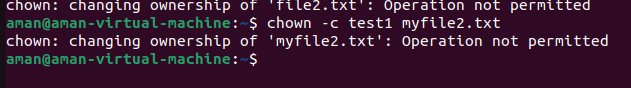 chown: changing ownership of 'file2.txt': Operation not permitted
aman@aman-virtual-machine:~$ chown -c test1 myfile2.txt
chown: changing ownership of 'myfile2.txt': Operation not permitted
aman@aman-virtual-machine:~$